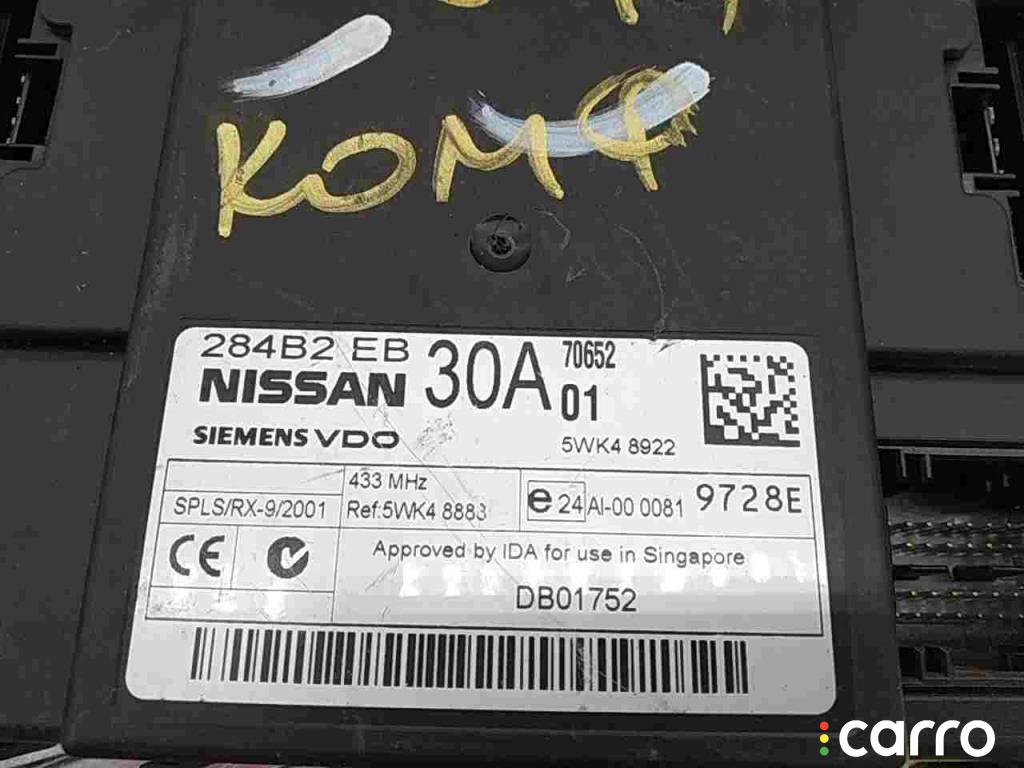 КОМФ
284B2 EB 30A 70652
NISSAN 01
SIEMENS VDO 5WK4 8922
433 MHz
SPLS/RX-9/2001 Ref:5WK4 8883 e 24 AI-00 0081 9728E
CE Approved by IDA for use in Singapore
DB01752
carro